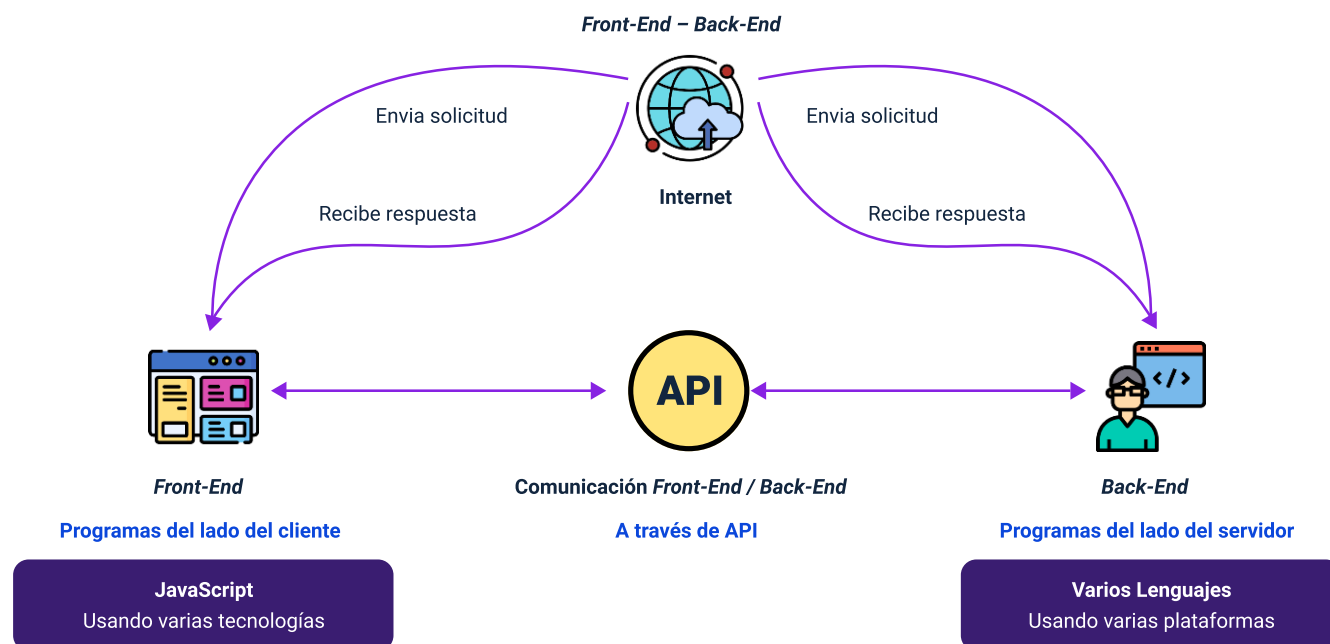 Front-End – Back-End
Envia solicitud
Envia solicitud
Internet
Recibe respuesta
Recibe respuesta
API
</>
Front-End
Comunicación Front-End / Back-End
Back-End
Programas del lado del cliente
A través de API
Programas del lado del servidor
JavaScript
Usando varias tecnologías
Varios Lenguajes
Usando varias plataformas